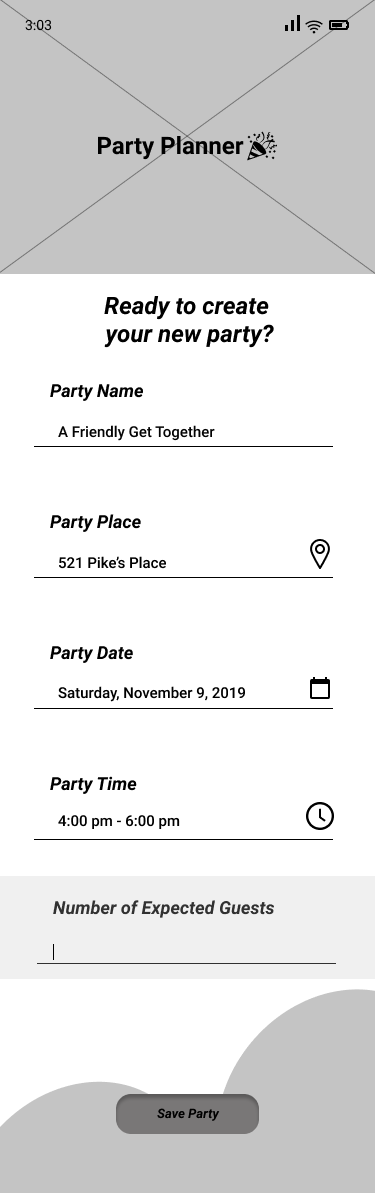 3:03
Party Planner
Ready to create
your new party?
Party Name
A Friendly Get Together
Party Place
521 Pike’s Place
Party Date
Saturday, November 9, 2019
Party Time
4:00 pm - 6:00 pm
Number of Expected Guests
Save Party